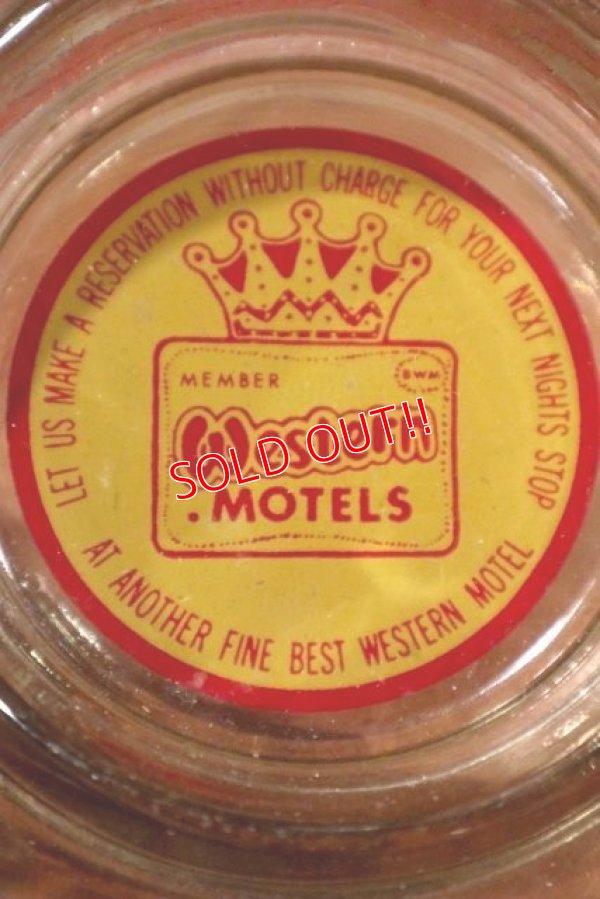 LET US MAKE A RESERVATION WITHOUT CHARGE FOR YOUR NEXT NIGHTS STOP
AT ANOTHER FINE BEST WESTERN MOTEL
MEMBER
BWM
Western
MOTELS
SOLD OUT!!